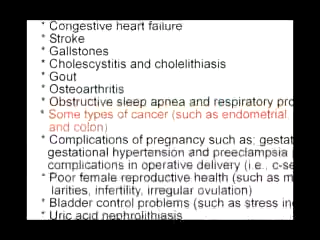 * Congestive heart failure
* Stroke
* Gallstones
* Cholescystitis and cholelithiasis
* Gout
* Osteoarthritis
* Obstructive sleep apnea and respiratory pro
* Some types of cancer (such as endometrial
and colon)
* Complications of pregnancy such as; gestat
gestational hypertension and preeclampsia
complications in operative delivery (i.e., c-se
* Poor female reproductive health (such as m
larities, infertility, irregular ovulation)
* Bladder control problems (such as stress in
* Uric acid nephrolithiasis